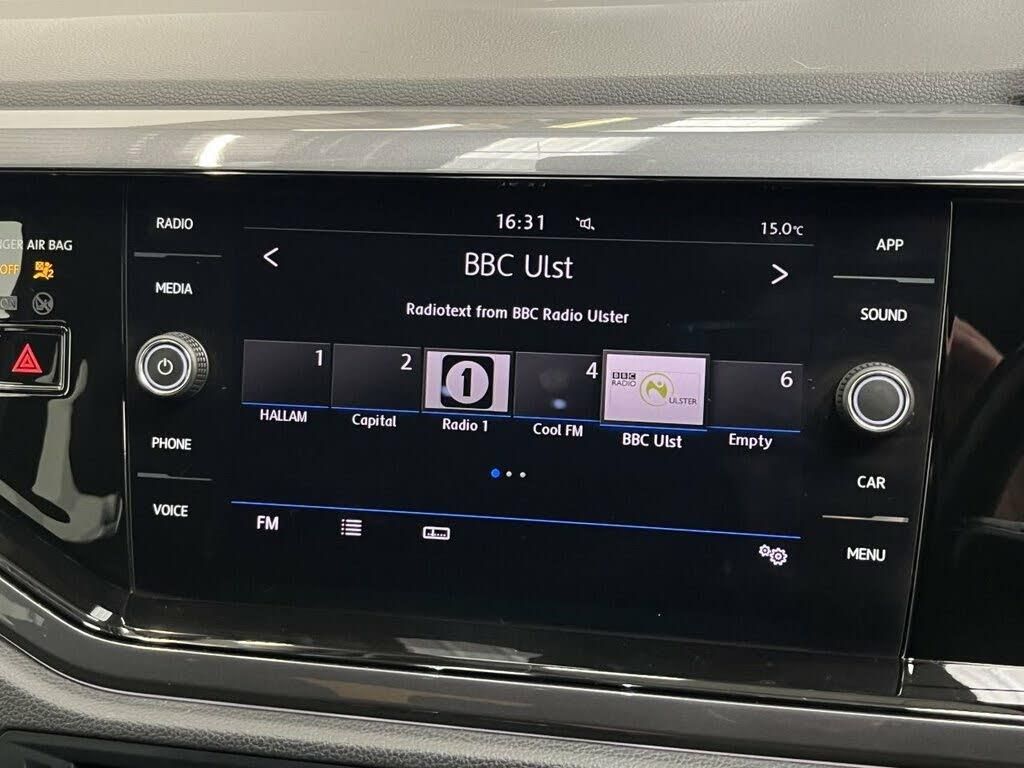 RADIO
MEDIA
PHONE
VOICE
AIR BAG
OFF
16:31
15.0°C
BBC Ulst
Radiotext from BBC Radio Ulster
1
2
1
4
BBC
RADIO
ULSTER
6
HALLAM
Capital
Radio 1
Cool FM
BBC Ulst
Empty
FM
APP
SOUND
CAR
MENU